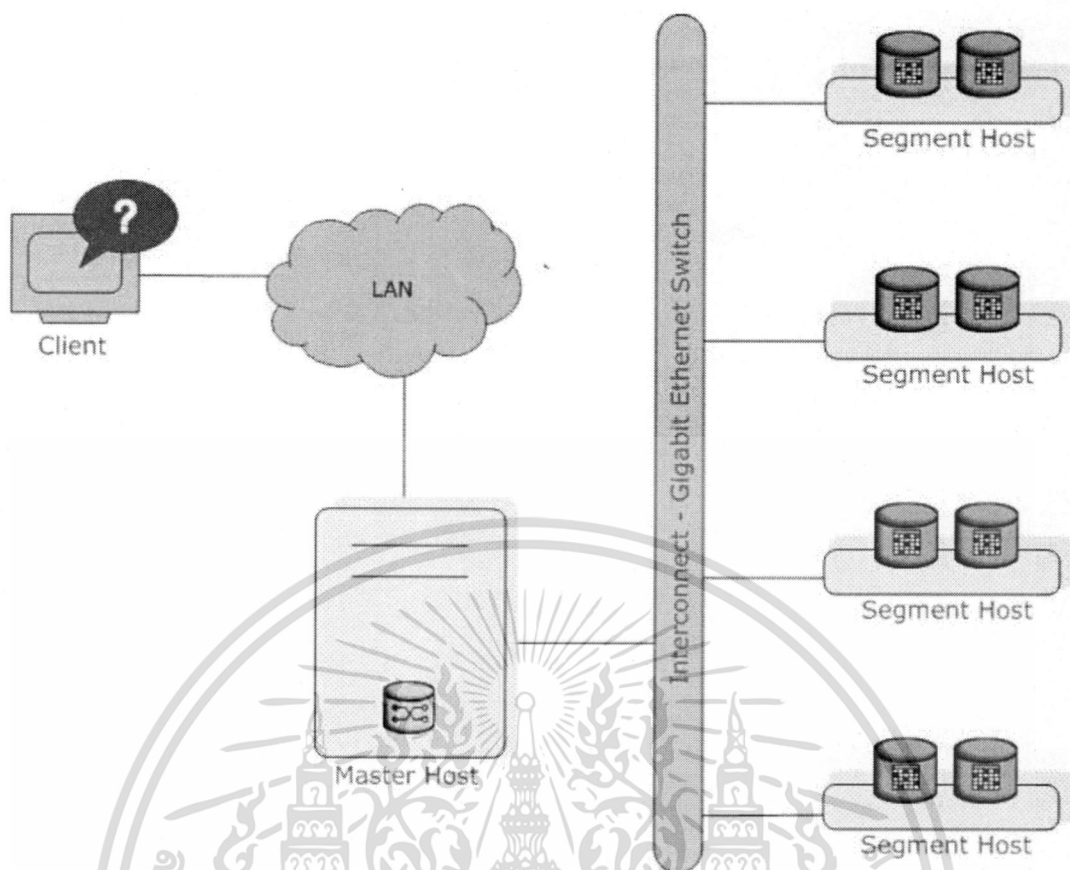 Segment Host
?
LAN
Client
Segment Host
Interconnect - Gigabit Ethernet Switch
Segment Host
Master Host
Segment Host